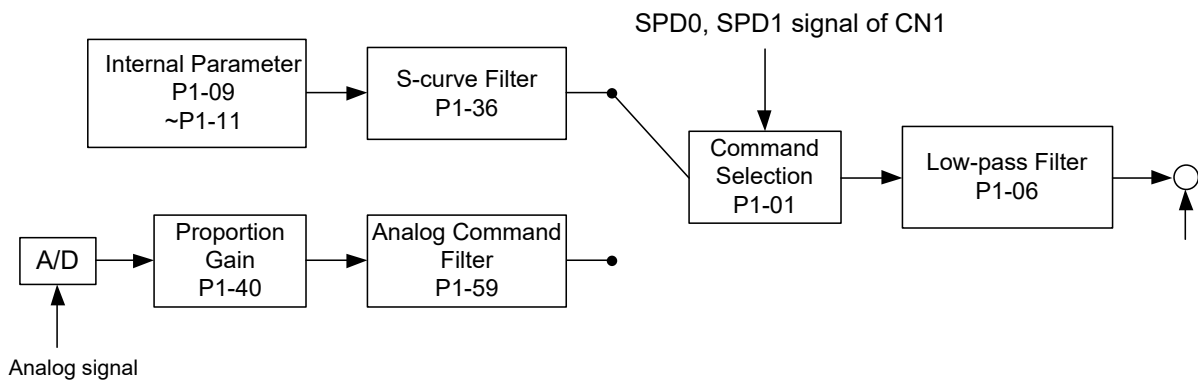 SPD0, SPD1 signal of CN1
Internal Parameter
P1-09
~P1-11
S-curve Filter
P1-36
Command
Selection
P1-01
Low-pass Filter
P1-06
A/D
Proportion
Gain
P1-40
Analog Command
Filter
P1-59
Analog signal